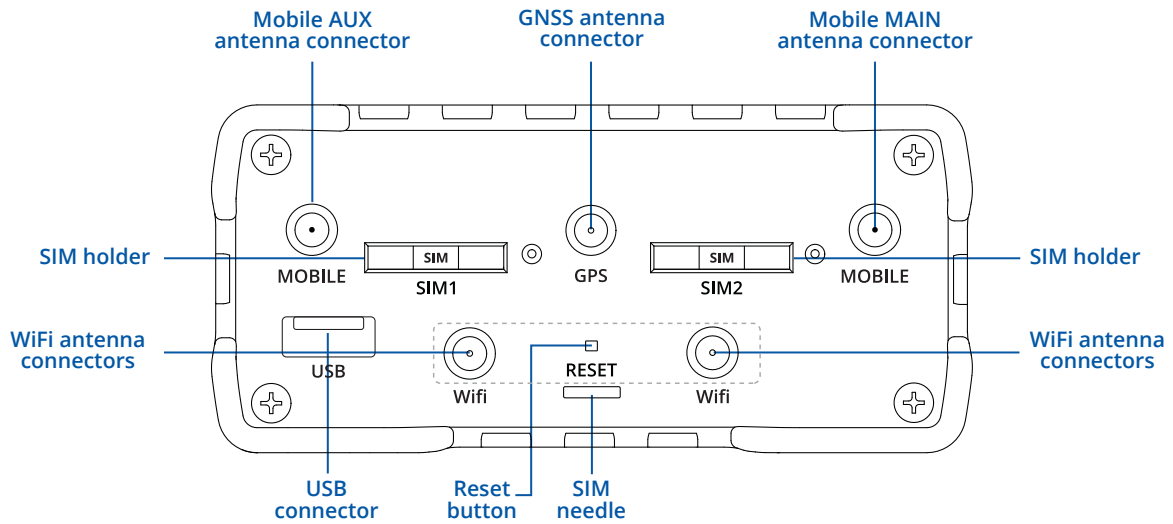 Mobile AUX
antenna connector
GNSS antenna
connector
Mobile MAIN
antenna connector
SIM holder
SIM
SIM
SIM holder
MOBILE
SIM1
GPS
SIM2
MOBILE
WiFi antenna
connectors
USB
RESET
WiFi antenna
connectors
Wifi
Wifi
USB
connector
Reset
button
SIM
needle